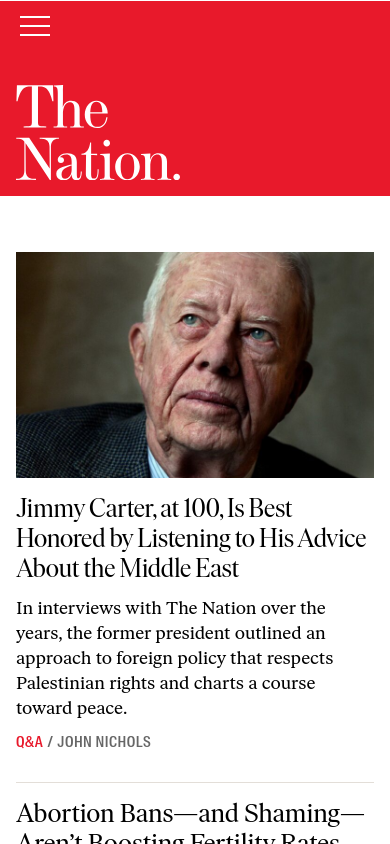 The
Nation.
Jimmy Carter, at 100, Is Best
Honored by Listening to His Advice
About the Middle East
In interviews with The Nation over the
years, the former president outlined an
approach to foreign policy that respects
Palestinian rights and charts a course
toward peace.
Q&A / JOHN NICHOLS
Abortion Bans—and Shaming—
Aren't Boosting Fertility Rates